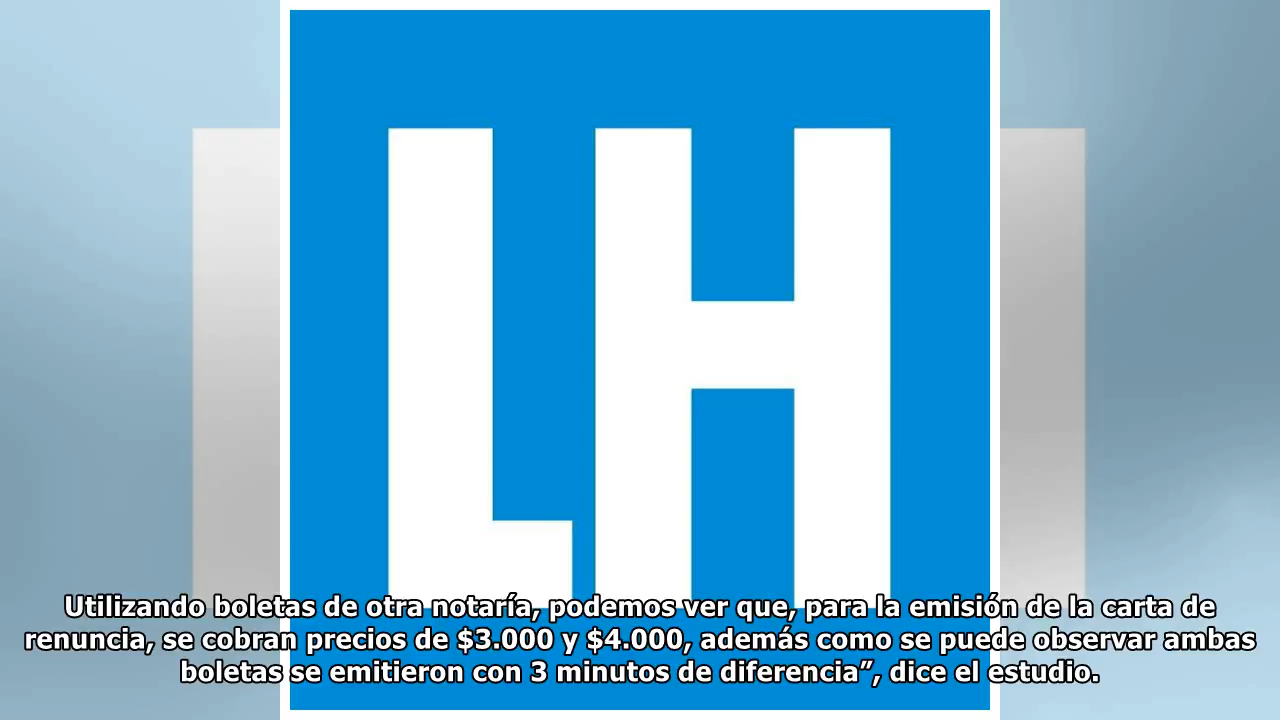 LH
Utilizando boletas de otra notaría, podemos ver que, para la emisión de la carta de
renuncia, se cobran precios de $3.000 y $4.000, además como se puede observar ambas
boletas se emitieron con 3 minutos de diferencia”, dice el estudio.